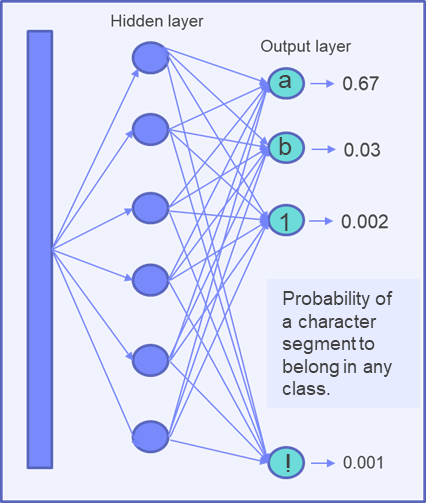 Hidden layer
Output layer
a 0.67
b 0.03
1 0.002
Probability of
a character
segment to
belong in any
class.
! 0.001